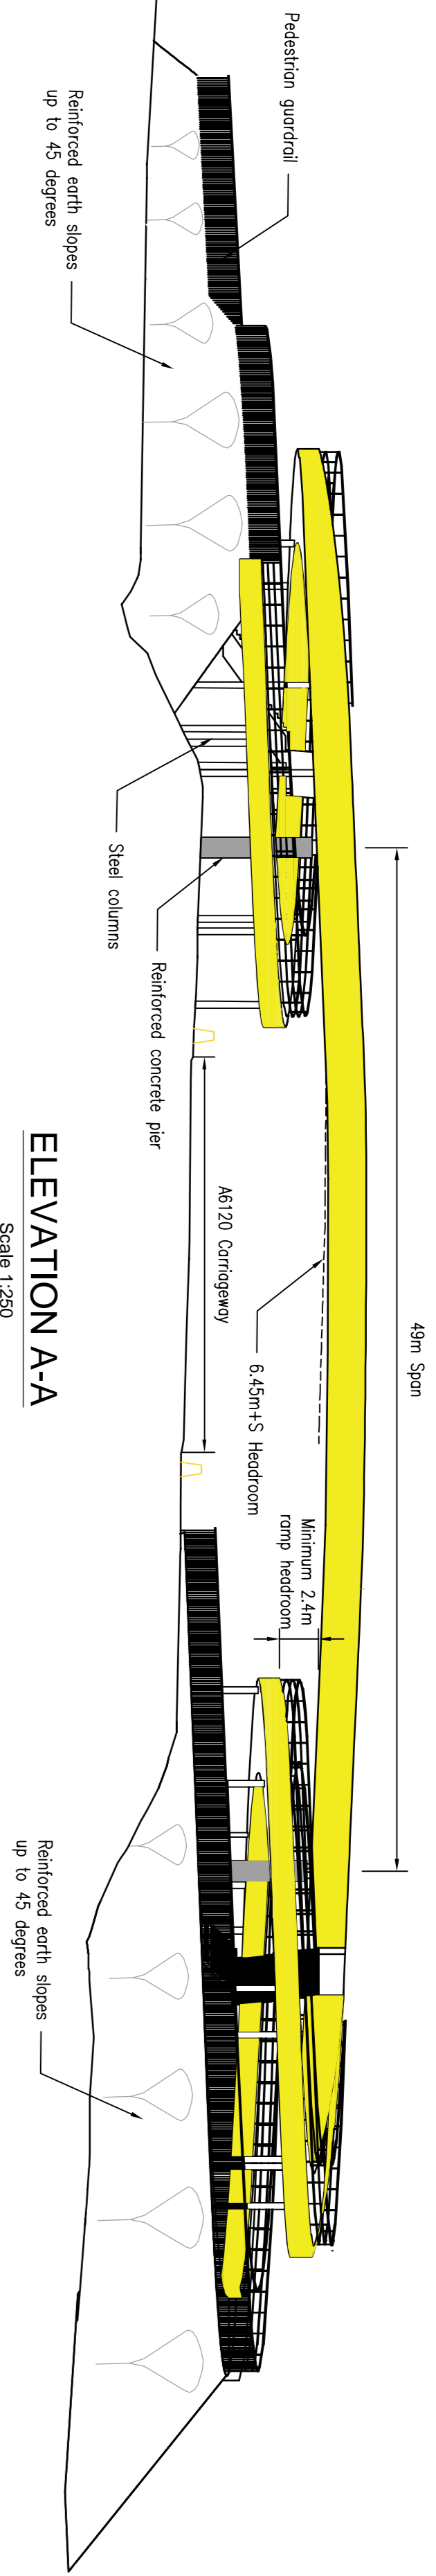 Pedestrian guardrail
Reinforced earth slopes
up to 45 degrees
Steel columns
Reinforced concrete pier
A6120 Carriageway
6.45m+S Headroom
49m Span
Minimum 2.4m
ramp headroom
Reinforced earth slopes
up to 45 degrees
ELEVATION A-A
Scale 1:250